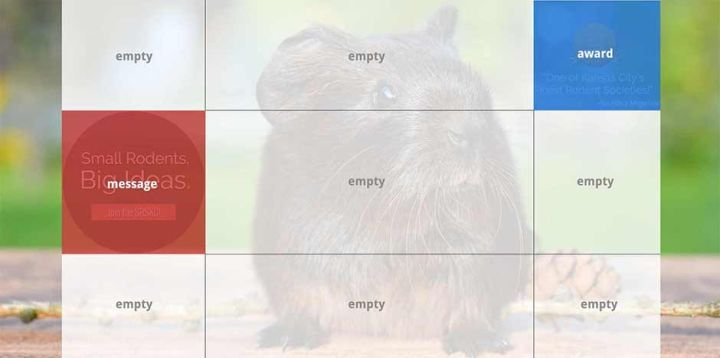 empty
empty
award
"One of Kansas City's
Finest Rodent Societies!"
Small Rodents.
Big Ideas.
message
Join the SRSKC!
empty
empty
empty
empty
empty